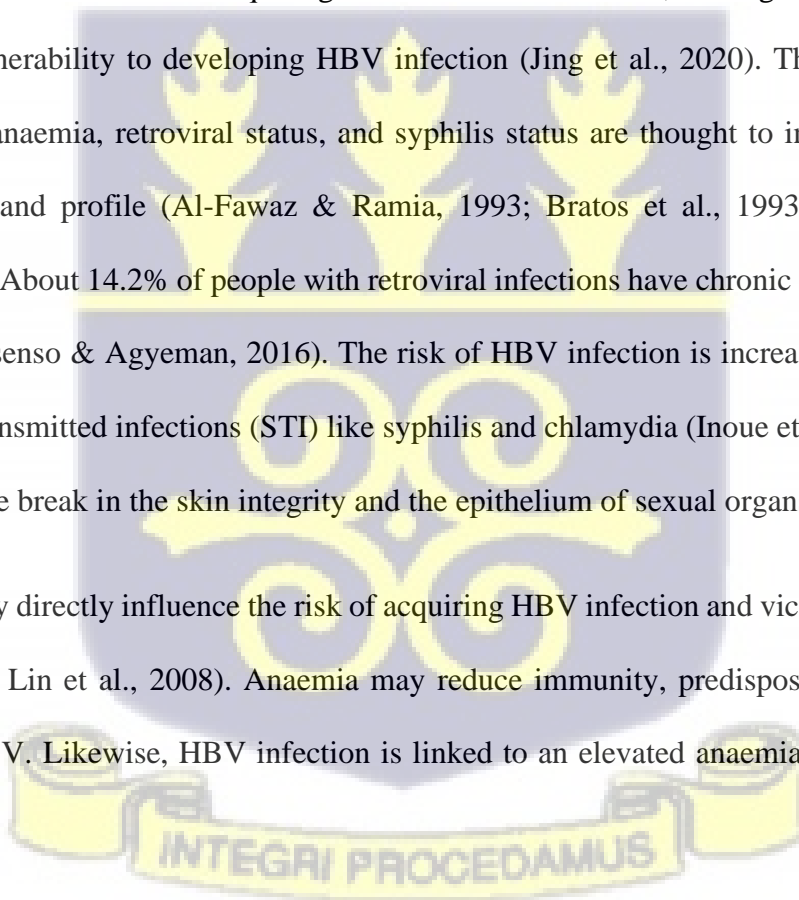 nerability to developing HBV infection (Jing et al., 2020). Th
anaemia, retroviral status, and syphilis status are thought to in
and profile (Al-Fawaz & Ramia, 1993; Bratos et al., 1993
About 14.2% of people with retroviral infections have chronic
senso & Agyeman, 2016). The risk of HBV infection is increa
nsmitted infections (STI) like syphilis and chlamydia (Inoue et
e break in the skin integrity and the epithelium of sexual organ
y directly influence the risk of acquiring HBV infection and vic
Lin et al., 2008). Anaemia may reduce immunity, predispos
V. Likewise, HBV infection is linked to an elevated anaemia
INTEGRI PROCEDAMUS